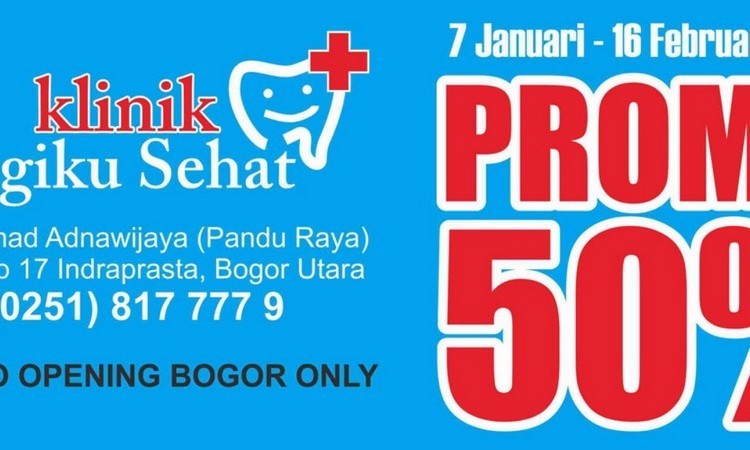 klinik
giku Sehat
7 Januari - 16 Februa
PROM
50%
had Adnawijaya (Pandu Raya)
o 17 Indraprasta, Bogor Utara
(0251) 817 777 9
OPENING BOGOR ONLY